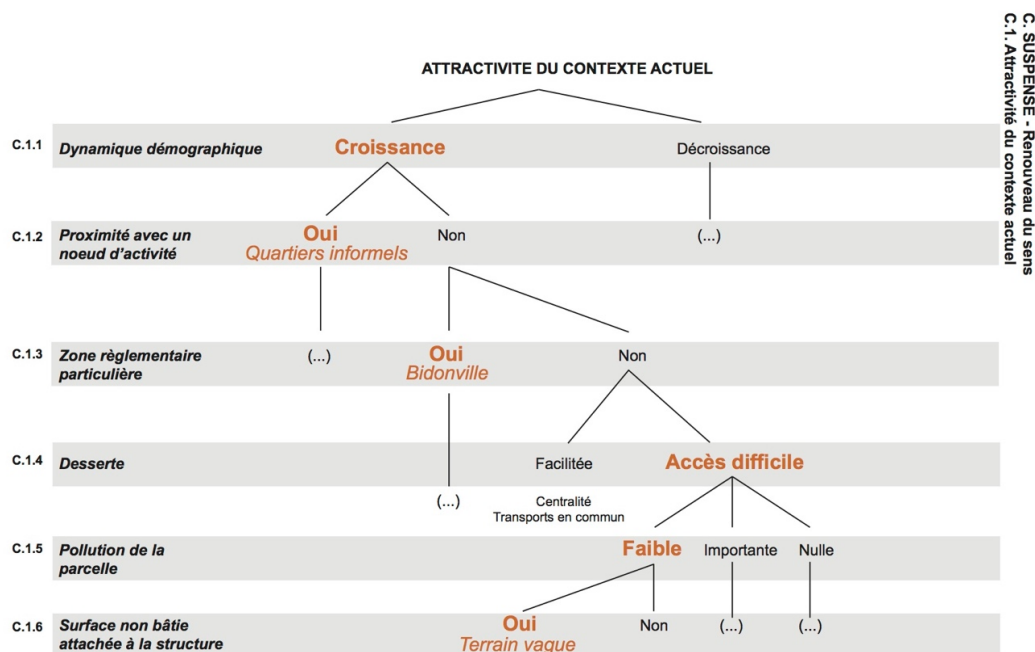 C. SUSPENSE - Renouveau du sens
C.1. Attractivité du contexte actuel
ATTRACTIVITE DU CONTEXTE ACTUEL
C.1.1 Dynamique démographique Croissance Décroissance
C.1.2 Proximité avec un Oui Non (...)
noeud d'activité Quartiers informels
C.1.3 Zone règlementaire (...) Oui Non
particulière Bidonville
C.1.4 Desserte Facilitée Accès difficile
(...) Centralité
Transports en commun
C.1.5 Pollution de la Faible Importante Nulle
parcelle
C.1.6 Surface non bâtie Oui Non (...) (...)
attachée à la structure Terrain vague